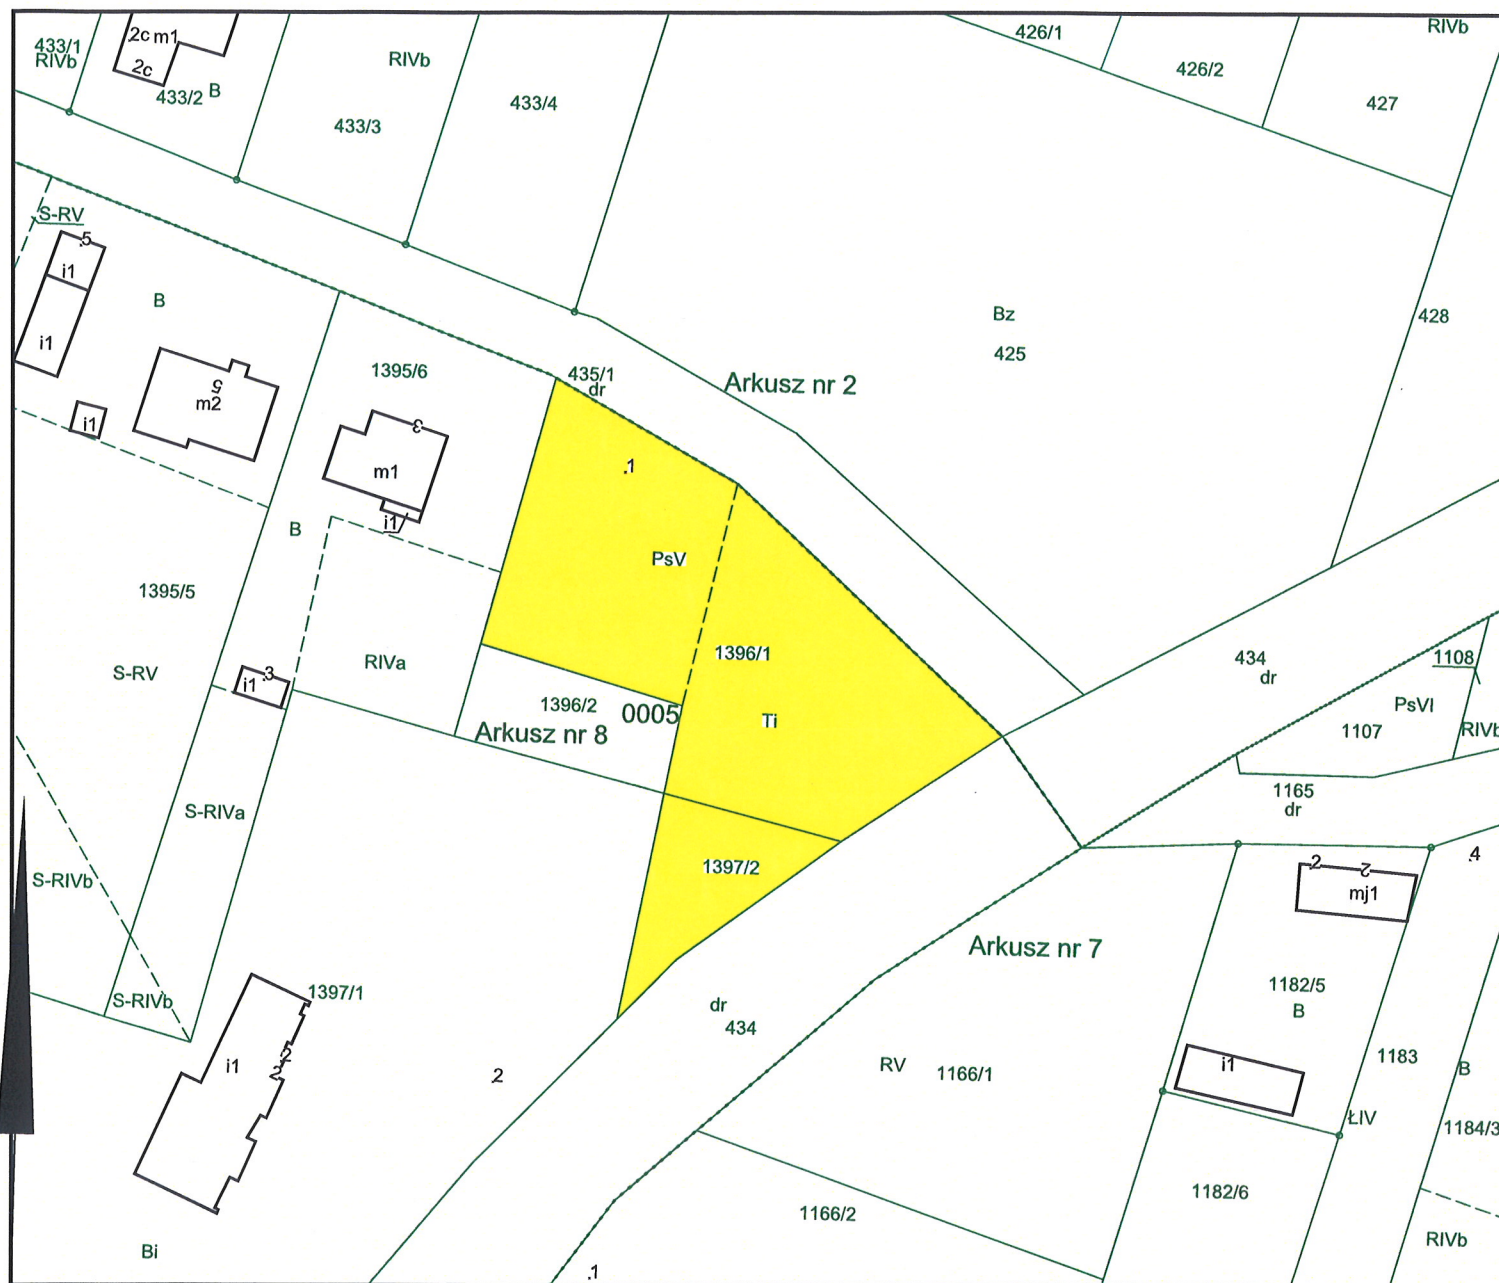 433/1
RIVb
2c m1
2c
433/2
B
RIVb
433/3
433/4
426/1
426/2
RIVb
427
S-RV
.5
i1
i1
B
5
m2
i1
1395/6
3
m1
i1
435/1
dr
Arkusz nr 2
Bz
425
428
.1
PsV
B
1395/5
S-RV
i1
.3
RIVa
1396/1
1396/2
0005
Arkusz nr 8
Ti
434
dr
1108
PsVI
1107
RIVb
1165
dr
S-RIVa
S-RIVb
S-RIVb
1397/2
1397/1
i1
2
2
.2
dr
434
Arkusz nr 7
RV
1166/1
2
2
mj1
.4
1182/5
B
i1
1183
B
ŁIV
1184/3
1182/6
1166/2
RIVb
Bi
.1